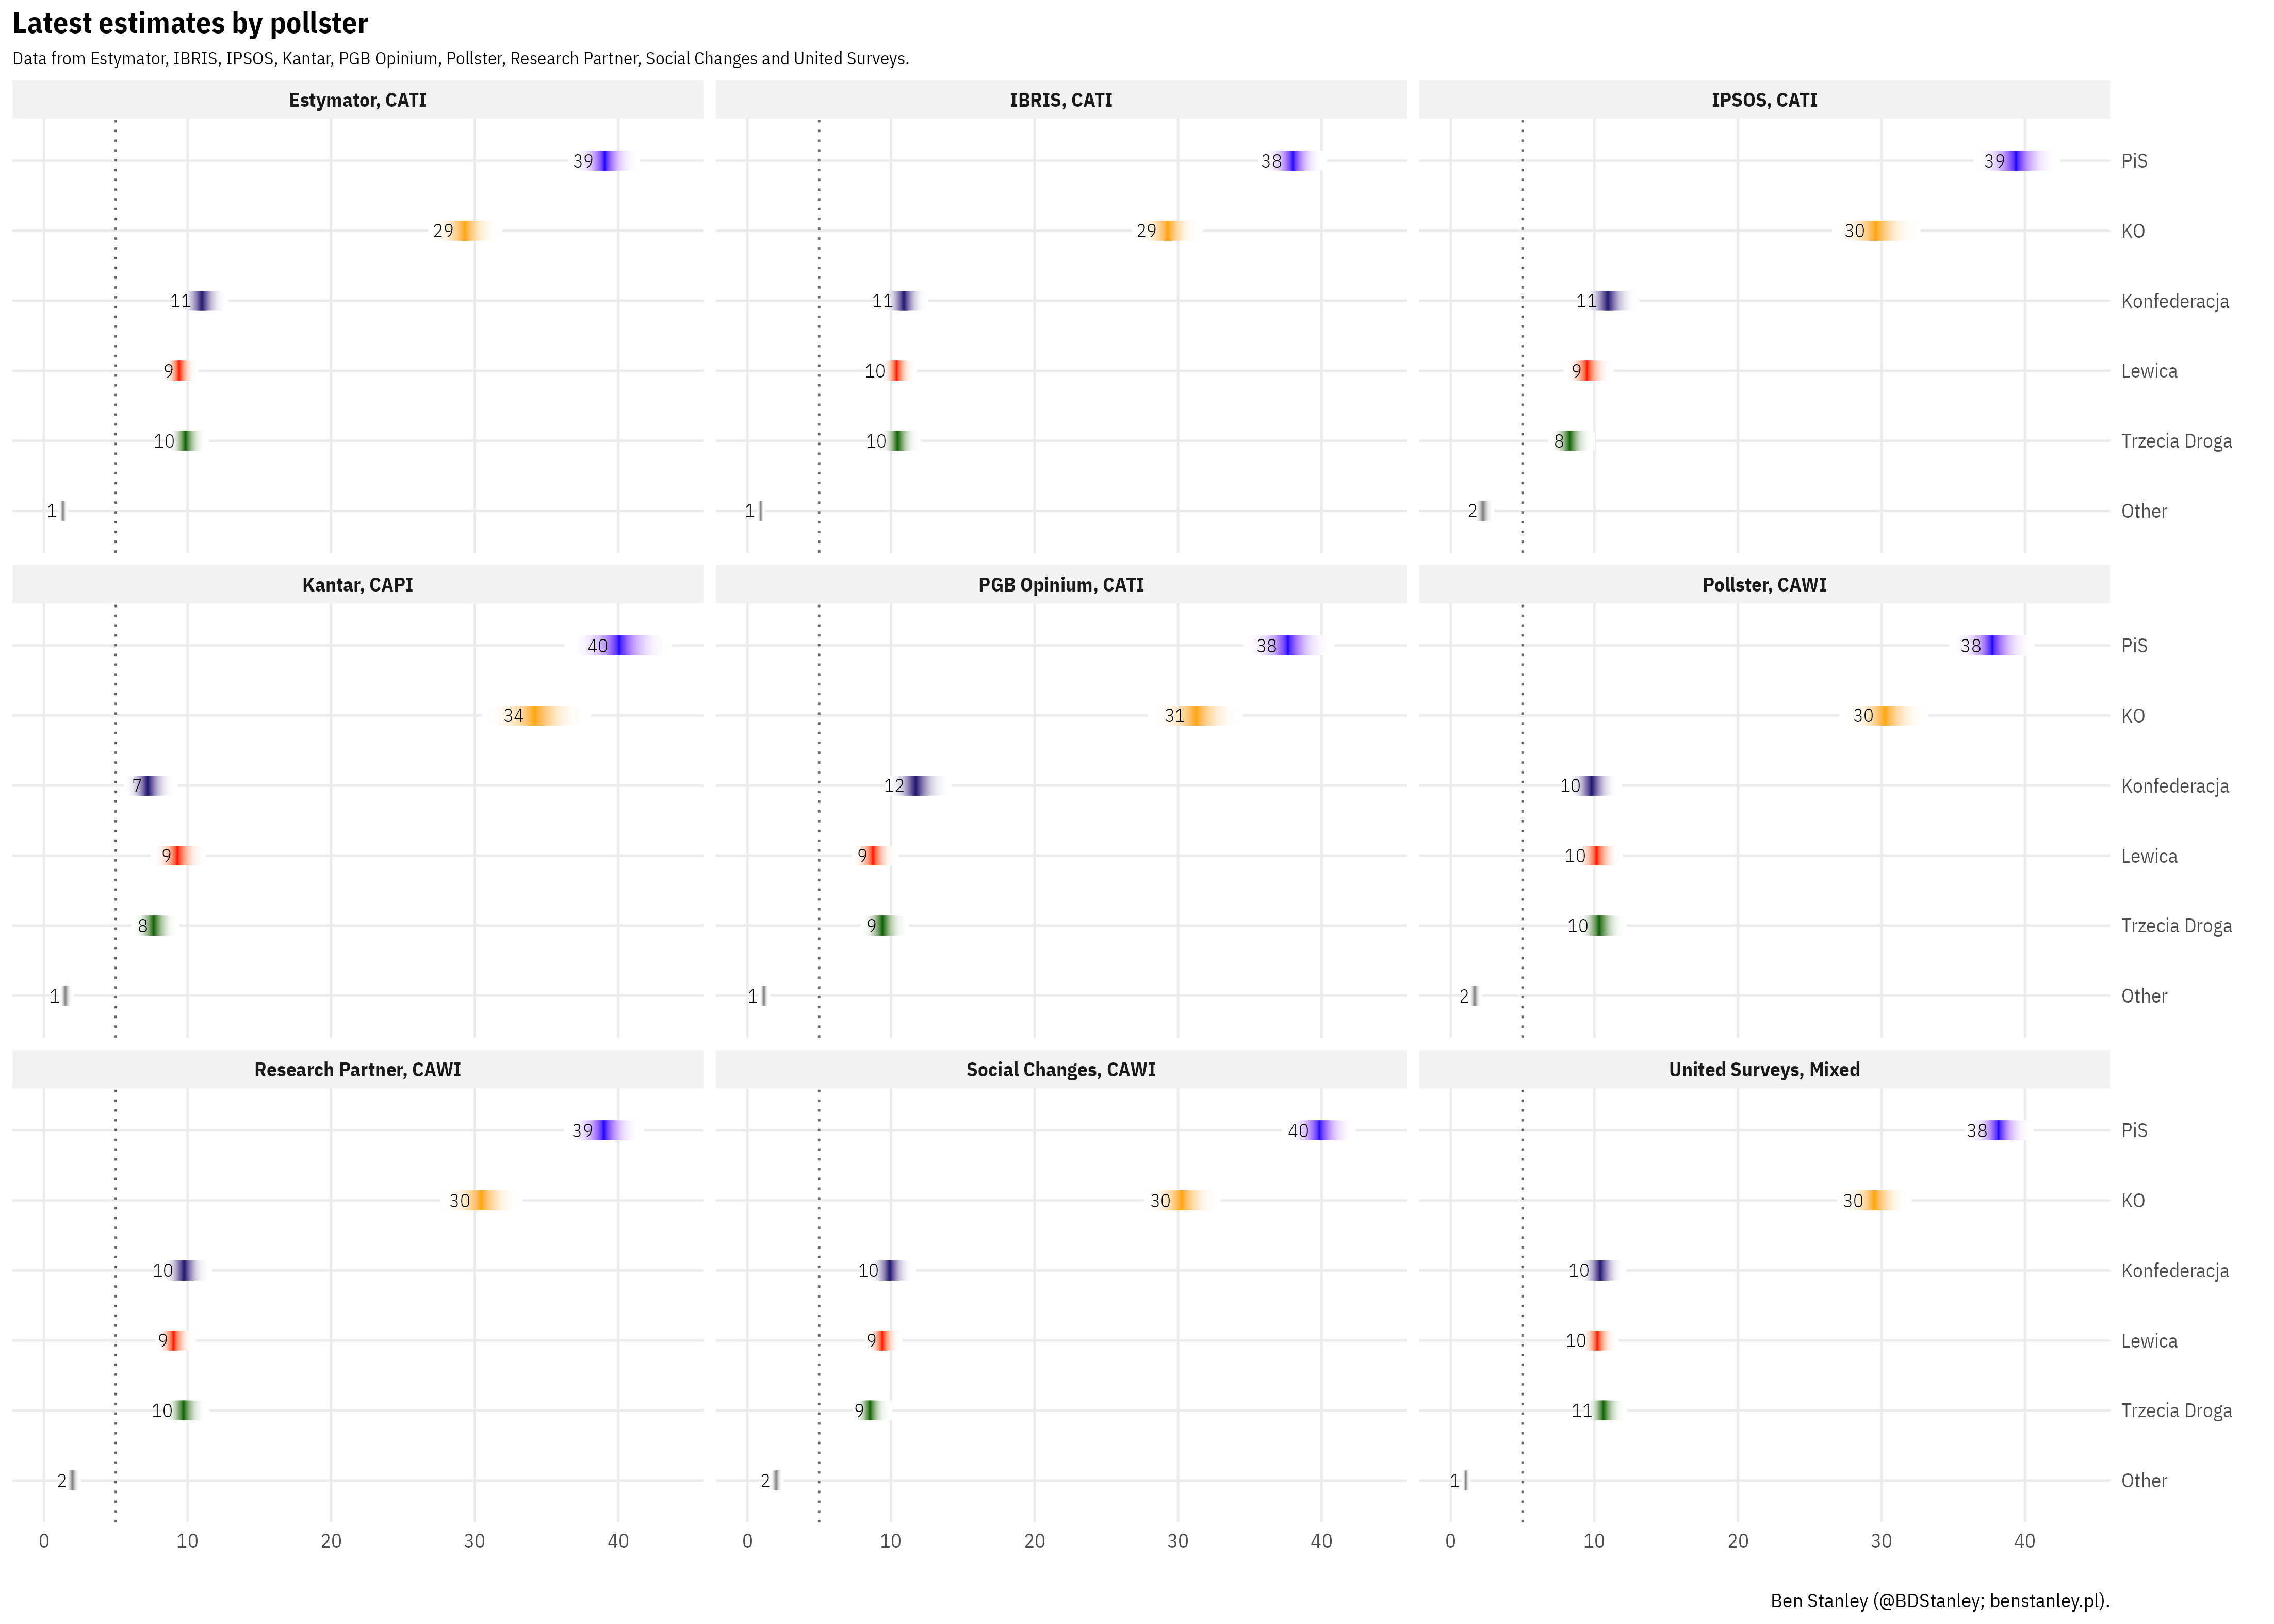 Latest estimates by pollster
Data from Estymator, IBRIS, IPSOS, Kantar, PGB Opinium, Pollster, Research Partner, Social Changes and United Surveys.
Estymator, CATI IBRIS, CATI IPSOS, CATI
39 38 39 PiS
29 29 30 KO
11 11 11 Konfederacja
9 10 9 Lewica
10 10 8 Trzecia Droga
1 1 2 Other
Kantar, CAPI PGB Opinium, CATI Pollster, CAWI
40 38 38 PiS
34 31 30 KO
7 12 10 Konfederacja
9 9 10 Lewica
8 9 10 Trzecia Droga
1 1 2 Other
Research Partner, CAWI Social Changes, CAWI United Surveys, Mixed
39 40 38 PiS
30 30 30 KO
10 10 10 Konfederacja
9 9 10 Lewica
10 9 11 Trzecia Droga
2 2 1 Other
0 10 20 30 40 0 10 20 30 40 0 10 20 30 40
Ben Stanley (@BDStanley; benstanley.pl).